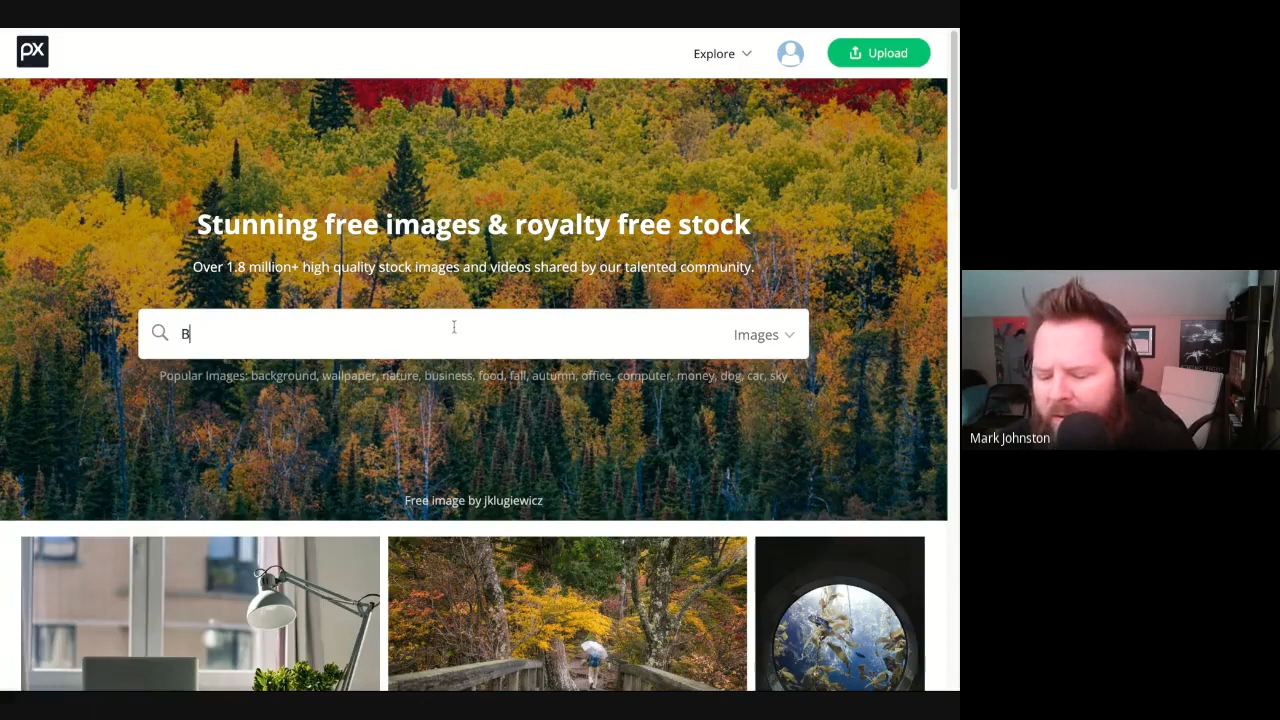 px
Explore
Upload
Stunning free images & royalty free stock
Over 1.8 million+ high quality stock images and videos shared by our talented community.
B
Images
Popular Images: background, wallpaper, nature, business, food, fall, autumn, office, computer, money, dog, car, sky
Free image by jklugiewicz
Mark Johnston